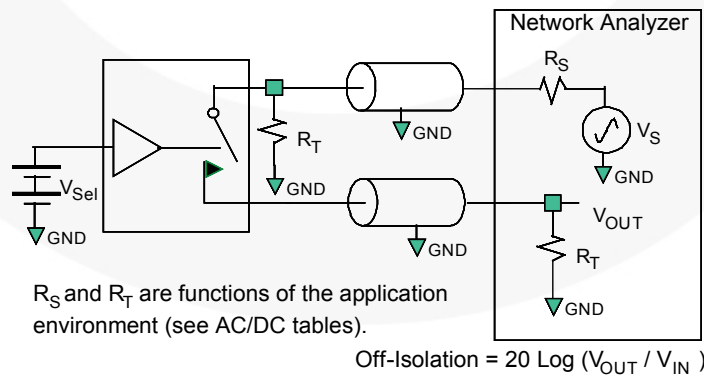 Network Analyzer
R_S
V_S
GND
R_T
GND
GND
V_Sel
GND
V_OUT
R_T
GND
GND
R_S and R_T are functions of the application
environment (see AC/DC tables).
Off-Isolation = 20 Log (V_OUT / V_IN )